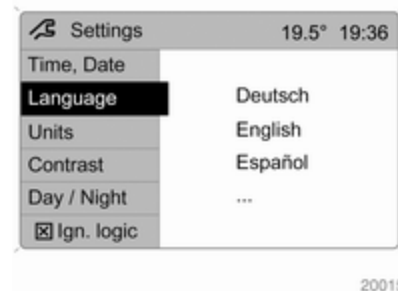 Settings 19.5° 19:36
Time, Date
Language Deutsch
Units English
Contrast Español
Day / Night ...
Ign. logic